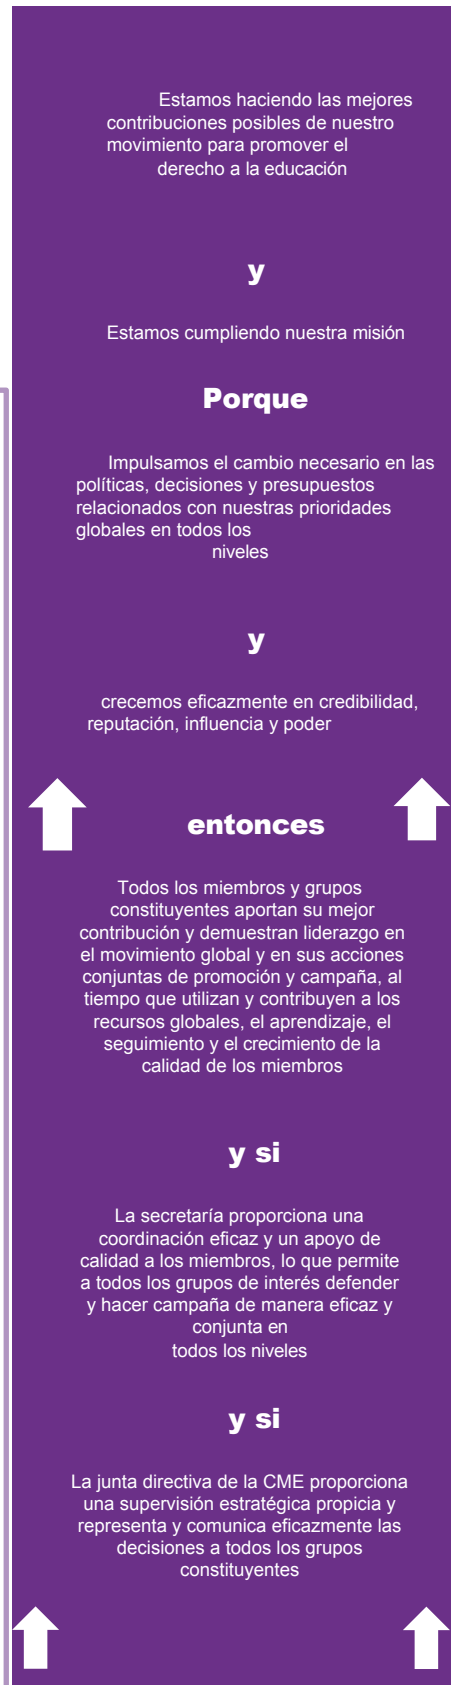 Estamos haciendo las mejores
contribuciones posibles de nuestro
movimiento para promover el
derecho a la educación
y
Estamos cumpliendo nuestra misión
Porque
Impulsamos el cambio necesario en las
políticas, decisiones y presupuestos
relacionados con nuestras prioridades
globales en todos los
niveles
y
crecemos eficazmente en credibilidad,
reputación, influencia y poder
entonces
Todos los miembros y grupos
constituyentes aportan su mejor
contribución y demuestran liderazgo en
el movimiento global y en sus acciones
conjuntas de promoción y campaña, al
tiempo que utilizan y contribuyen a los
recursos globales, el aprendizaje, el
seguimiento y el crecimiento de la
calidad de los miembros
y si
La secretaría proporciona una
coordinación eficaz y un apoyo de
calidad a los miembros, lo que permite
a todos los grupos de interés defender
y hacer campaña de manera eficaz y
conjunta en
todos los niveles
y si
La junta directiva de la CME proporciona
una supervisión estratégica propicia y
representa y comunica eficazmente las
decisiones a todos los grupos
constituyentes